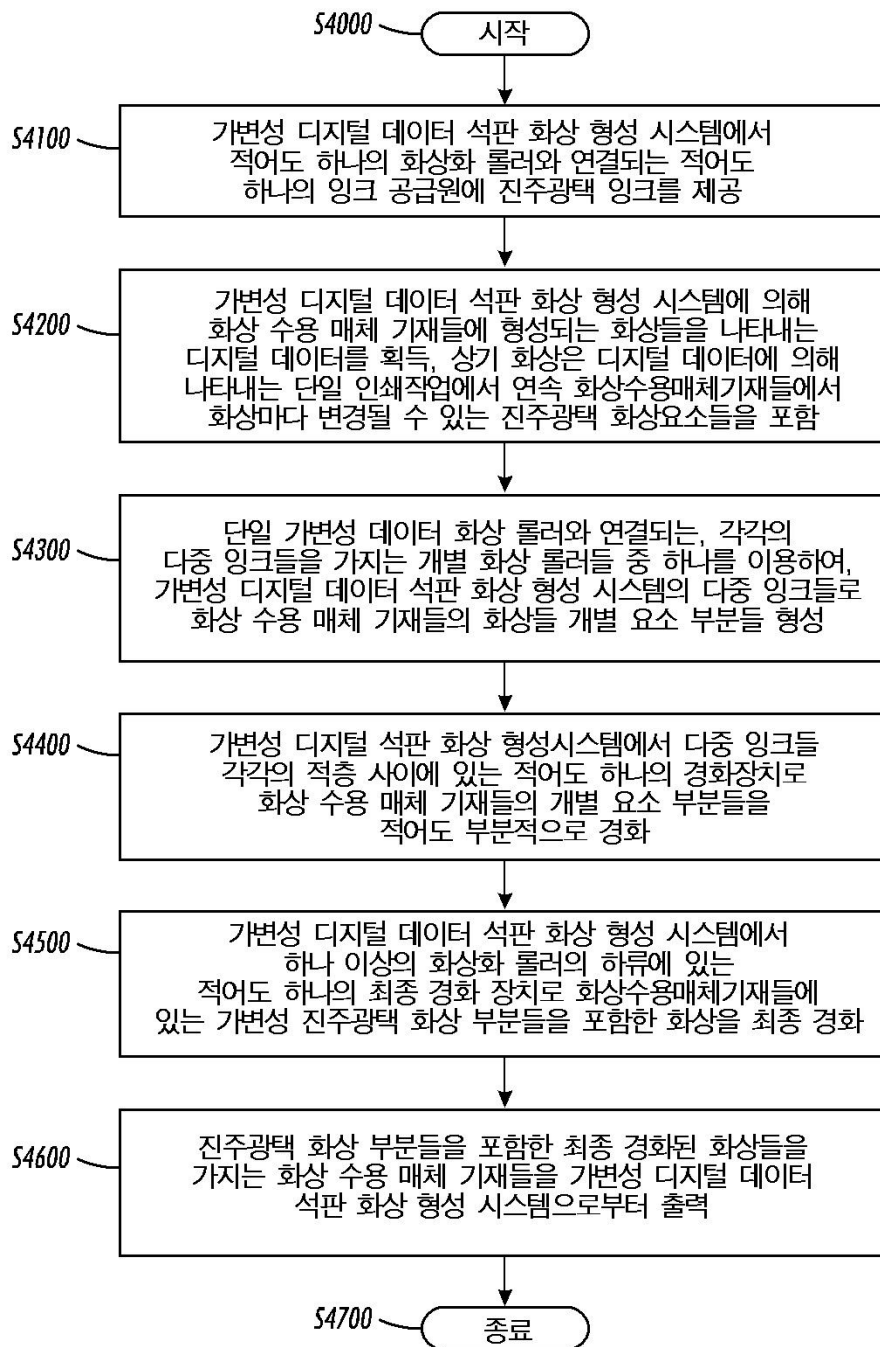 S4000
시작
S4100
가변성 디지털 데이터 석판 화상 형성 시스템에서
적어도 하나의 화상화 롤러와 연결되는 적어도
하나의 잉크 공급원에 진주광택 잉크를 제공
S4200
가변성 디지털 데이터 석판 화상 형성 시스템에 의해
화상 수용 매체 기재들에 형성되는 화상들을 나타내는
디지털 데이터를 획득, 상기 화상은 디지털 데이터에 의해
나타내는 단일 인쇄작업에서 연속 화상수용매체기재들에서
화상마다 변경될 수 있는 진주광택 화상요소들을 포함
S4300
단일 가변성 데이터 화상 롤러와 연결되는, 각각의
다중 잉크들을 가지는 개별 화상 롤러들 중 하나를 이용하여,
가변성 디지털 데이터 석판 화상 형성 시스템의 다중 잉크들로
화상 수용 매체 기재들의 화상들 개별 요소 부분들 형성
S4400
가변성 디지털 석판 화상 형성시스템에서 다중 잉크들
각각의 적층 사이에 있는 적어도 하나의 경화장치로
화상 수용 매체 기재들의 개별 요소 부분들을
적어도 부분적으로 경화
S4500
가변성 디지털 데이터 석판 화상 형성 시스템에서
하나 이상의 화상화 롤러의 하류에 있는
적어도 하나의 최종 경화 장치로 화상수용매체기재들에
있는 가변성 진주광택 화상 부분들을 포함한 화상을 최종 경화
S4600
진주광택 화상 부분들을 포함한 최종 경화된 화상들을
가지는 화상 수용 매체 기재들을 가변성 디지털 데이터
석판 화상 형성 시스템으로부터 출력
S4700
종료